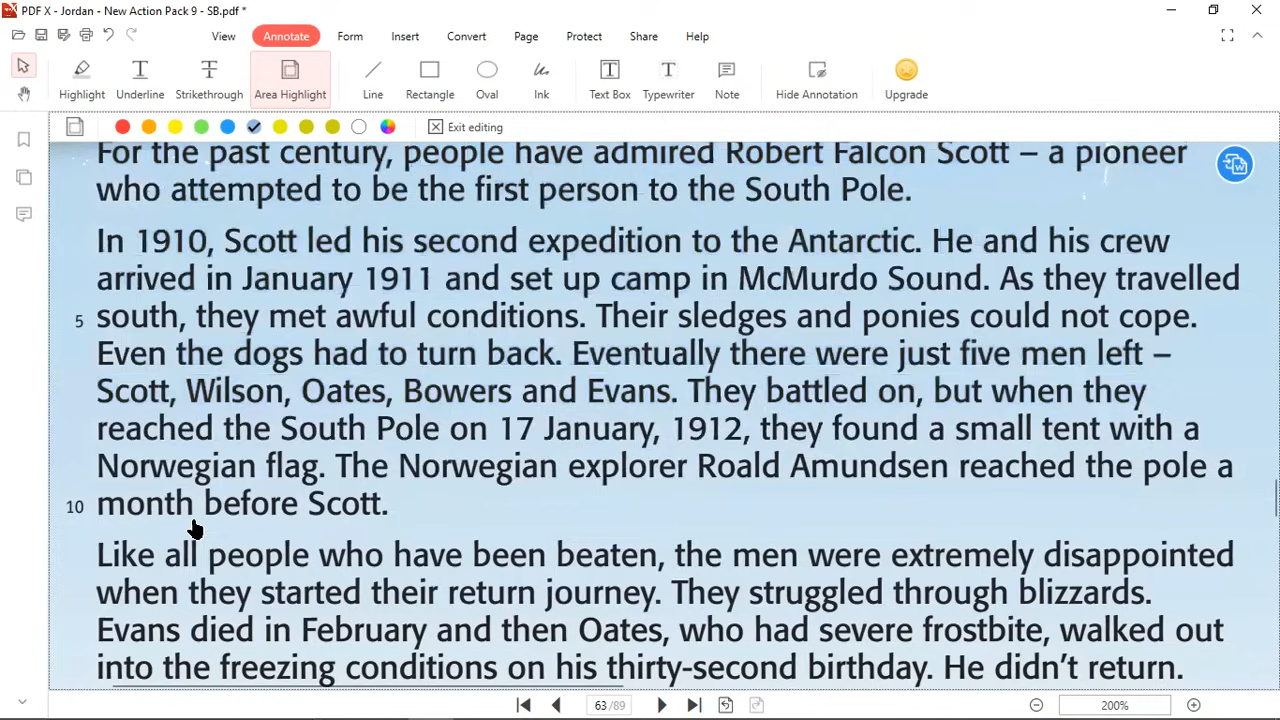 PDF X - Jordan - New Action Pack 9 - SB.pdf *
View Annotate Form Insert Convert Page Protect Share Help
Highlight Underline Strikethrough Area Highlight Line Rectangle Oval Ink Text Box Typewriter Note Hide Annotation Upgrade
Exit editing
For the past century, people have admired Robert Falcon Scott – a pioneer
who attempted to be the first person to the South Pole.
In 1910, Scott led his second expedition to the Antarctic. He and his crew
arrived in January 1911 and set up camp in McMurdo Sound. As they travelled
5 south, they met awful conditions. Their sledges and ponies could not cope.
Even the dogs had to turn back. Eventually there were just five men left –
Scott, Wilson, Oates, Bowers and Evans. They battled on, but when they
reached the South Pole on 17 January, 1912, they found a small tent with a
Norwegian flag. The Norwegian explorer Roald Amundsen reached the pole a
10 month before Scott.
Like all people who have been beaten, the men were extremely disappointed
when they started their return journey. They struggled through blizzards.
Evans died in February and then Oates, who had severe frostbite, walked out
into the freezing conditions on his thirty-second birthday. He didn't return.
63 /89 200%